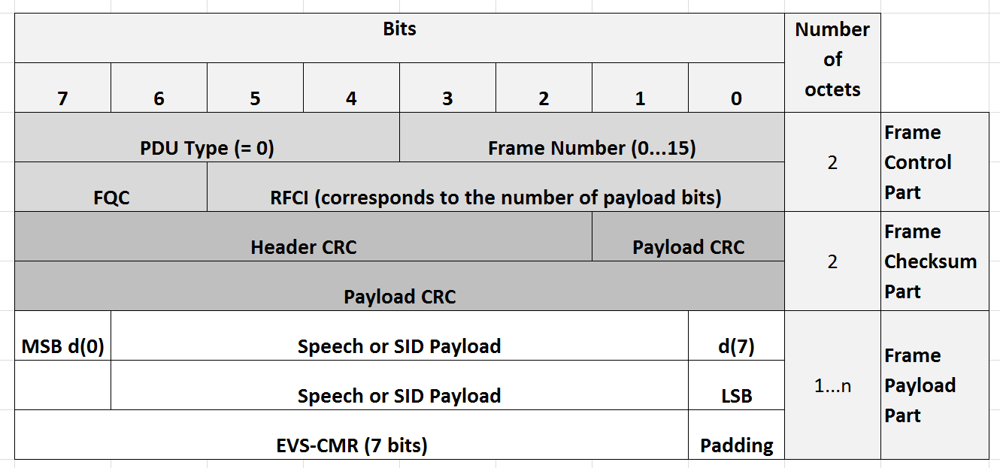 Bits
Number
of
octets
7 6 5 4 3 2 1 0
PDU Type (= 0) Frame Number (0...15)
2
Frame
Control
Part
FQC RFCI (corresponds to the number of payload bits)
Header CRC Payload CRC
2
Frame
Checksum
Part
Payload CRC
MSB d(0) Speech or SID Payload d(7)
Speech or SID Payload LSB
1...n
Frame
Payload
Part
EVS-CMR (7 bits) Padding